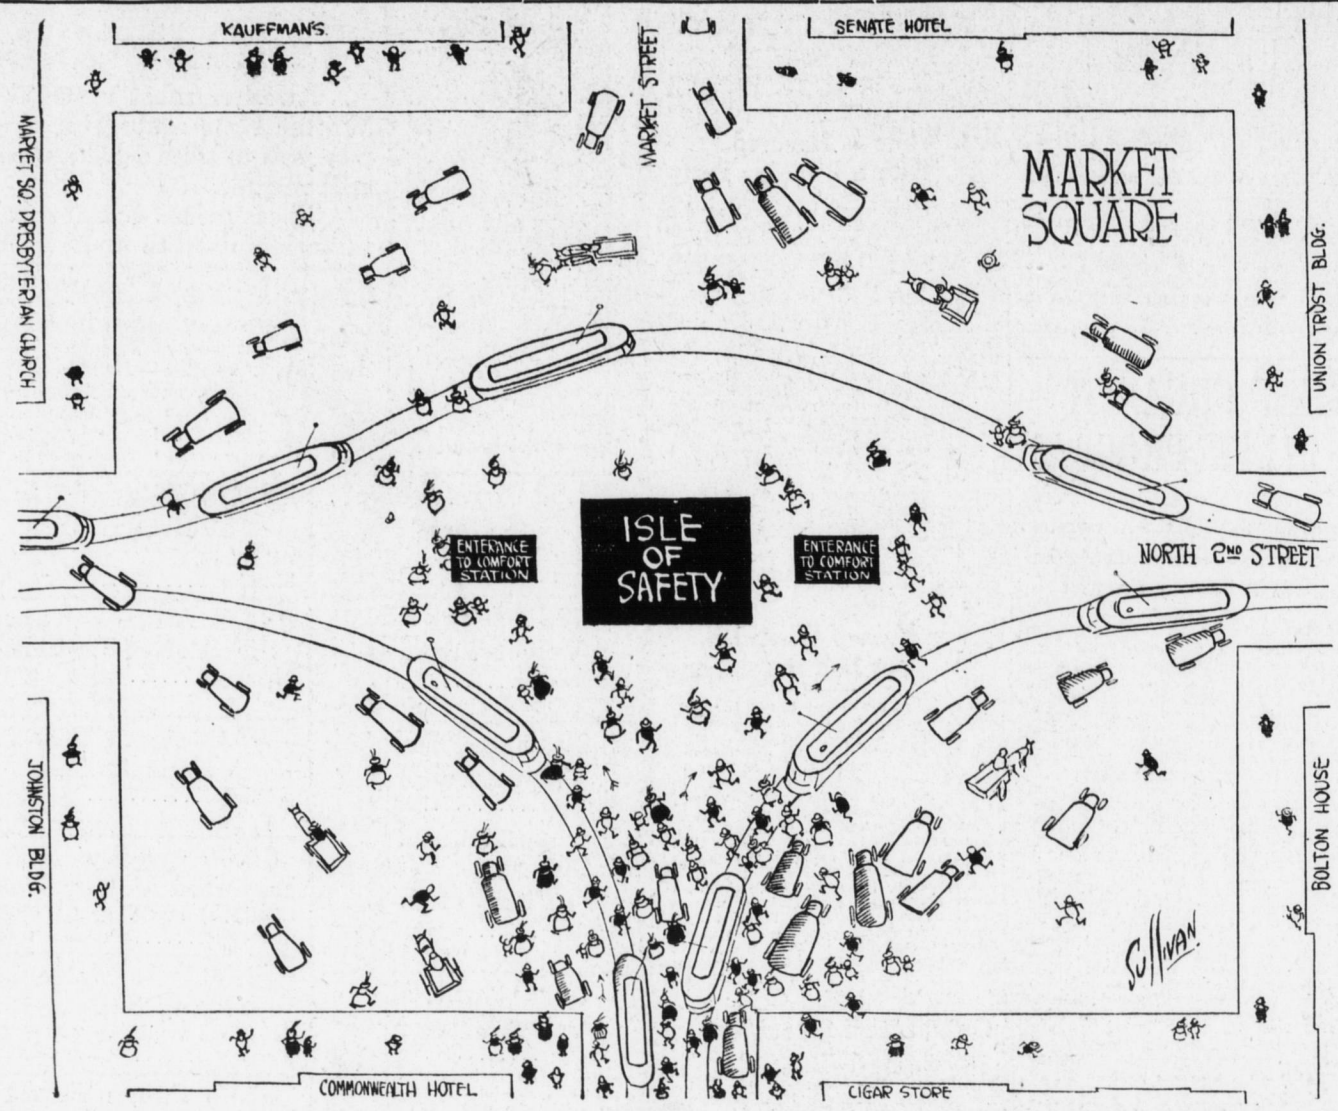 KAUFFMAN'S
SENATE HOTEL
MARKET STREET
MARKET
SQUARE
MARKET SQ. PRESBYTERIAN CHURCH
UNION TRUST BLDG.
ISLE
OF
SAFETY
ENTERANCE
TO COMFORT
STATION
ENTERANCE
TO COMFORT
STATION
NORTH 2ND STREET
JOHNSTON BLDG.
BOLTON HOUSE
SULLIVAN
COMMONWEALTH HOTEL
CIGAR STORE